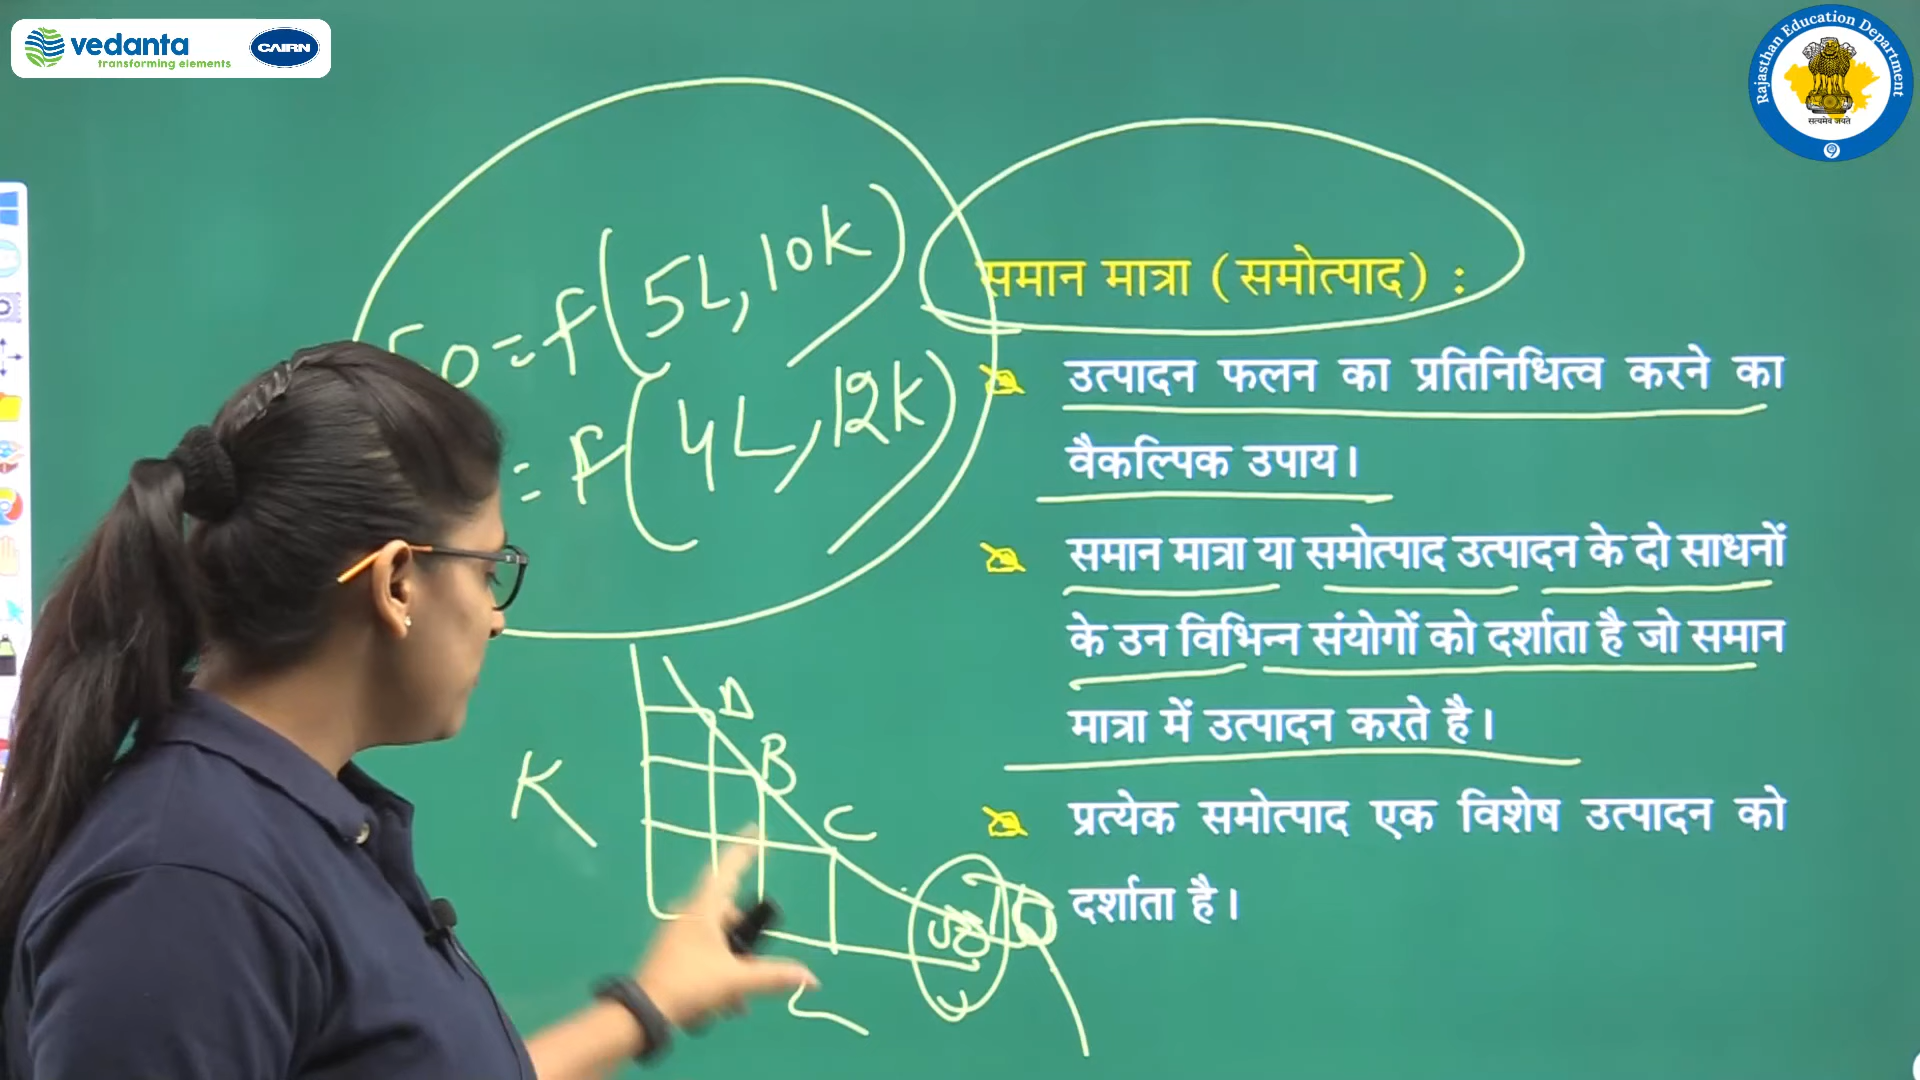 vedanta
transforming elements
CAIRN
Rajasthan Education Department
सत्यमेव जयते
50 = f(5L, 10K)
= f(4L, 12K)
समान मात्रा (समोत्पाद) :
उत्पादन फलन का प्रतिनिधित्व करने का
वैकल्पिक उपाय।
समान मात्रा या समोत्पाद उत्पादन के दो साधनों
के उन विभिन्न संयोगों को दर्शाता है जो समान
मात्रा में उत्पादन करते है।
प्रत्येक समोत्पाद एक विशेष उत्पादन को
दर्शाता है।
K
A
B
C
L